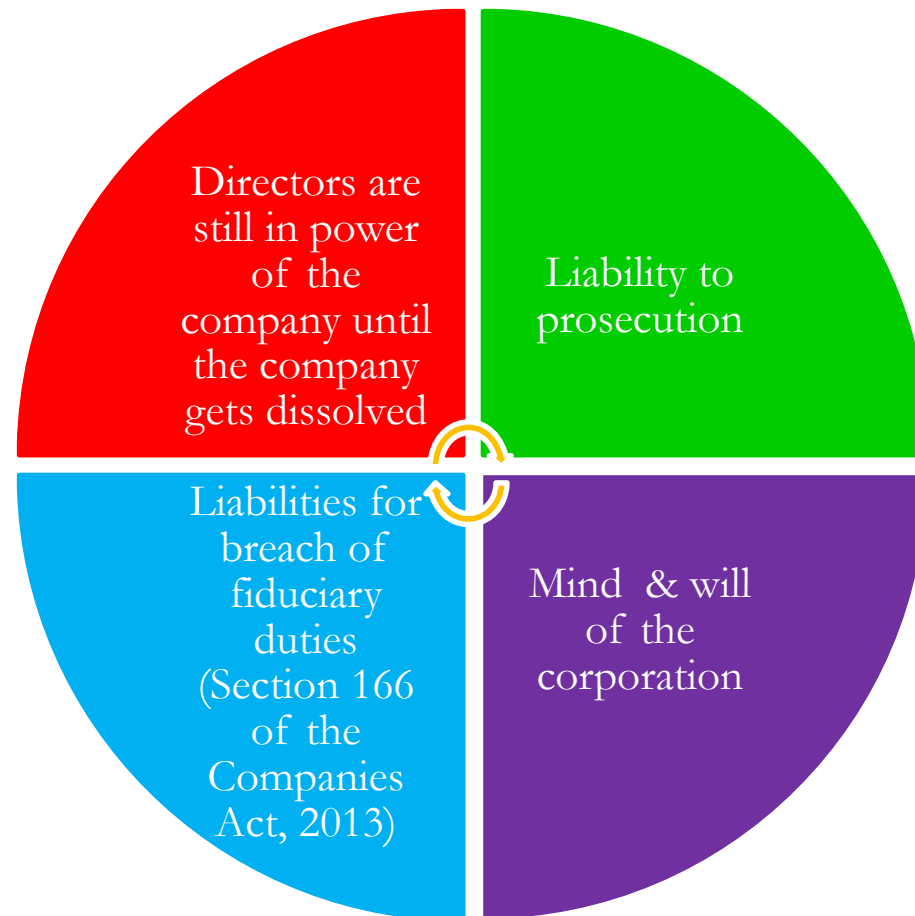 Directors are
still in power
of the
company until
the company
gets dissolved
Liability to
prosecution
Liabilities for
breach of
fiduciary
duties
(Section 166
of the
Companies
Act, 2013)
Mind & will
of the
corporation